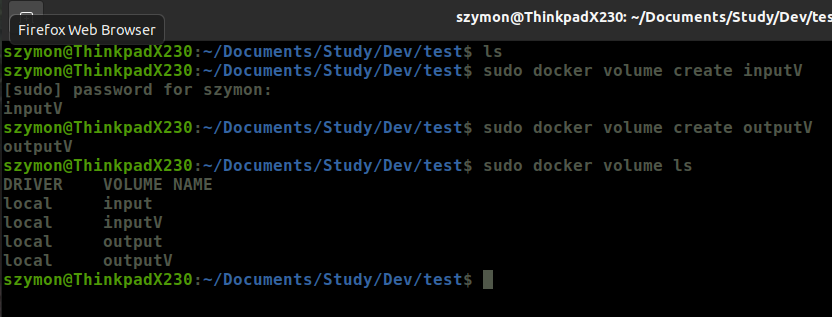 szymon@ThinkpadX230: ~/Documents/Study/Dev/tes
Firefox Web Browser
szymon@ThinkpadX230:~/Documents/Study/Dev/test$ ls
szymon@ThinkpadX230:~/Documents/Study/Dev/test$ sudo docker volume create inputV
[sudo] password for szymon:
inputV
szymon@ThinkpadX230:~/Documents/Study/Dev/test$ sudo docker volume create outputV
outputV
szymon@ThinkpadX230:~/Documents/Study/Dev/test$ sudo docker volume ls
DRIVER    VOLUME NAME
local     input
local     inputV
local     output
local     outputV
szymon@ThinkpadX230:~/Documents/Study/Dev/test$